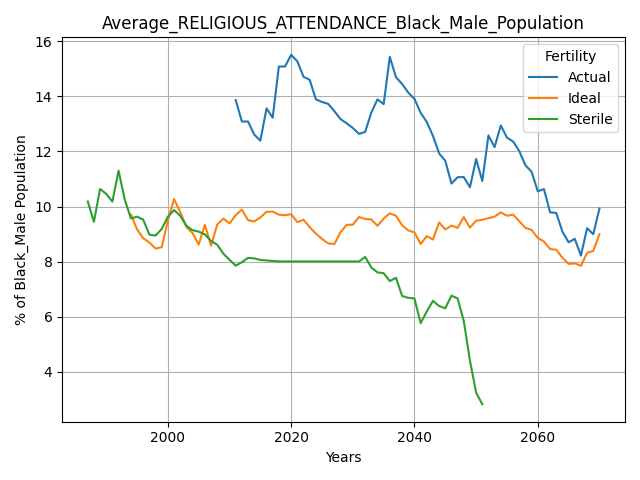 Average_RELIGIOUS_ATTENDANCE_Black_Male_Population
% of Black_Male Population
16
14
12
10
8
6
4
Fertility
Actual
Ideal
Sterile
2000 2020 2040 2060
Years